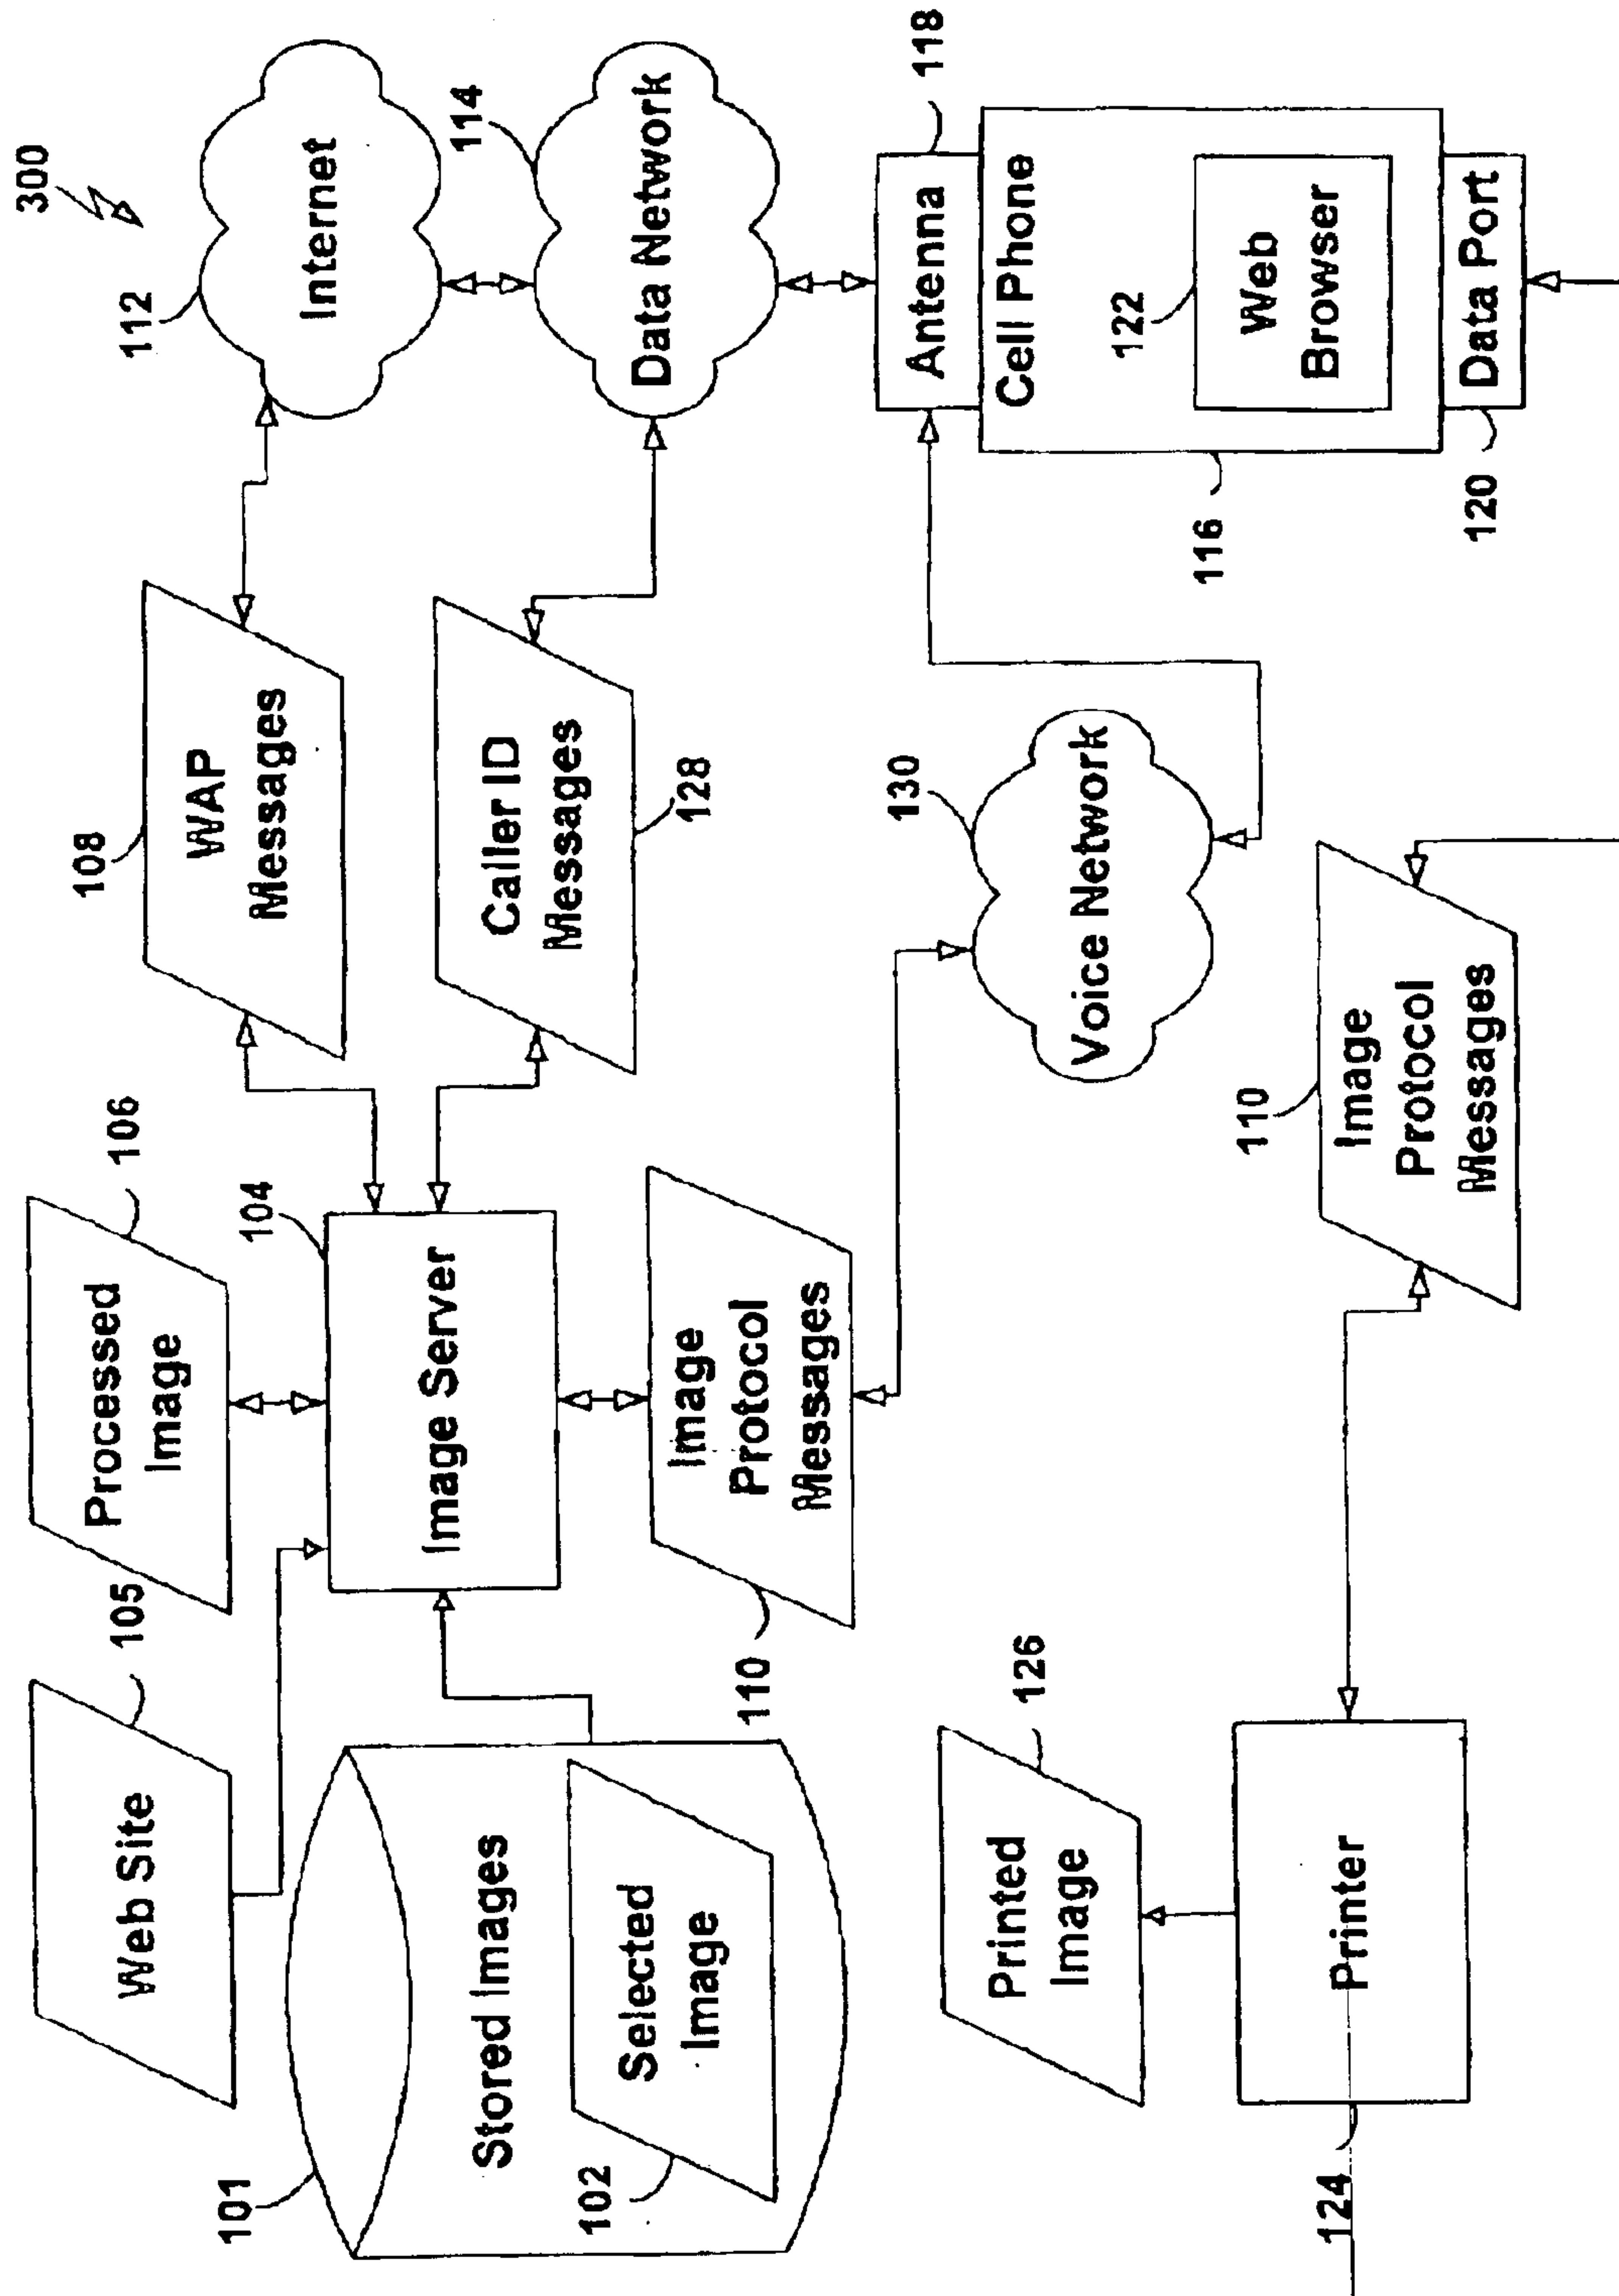 300
Web Site
105
Processed
Image
106
108
WAP
Messages
112
Internet
101
Stored Images
Selected
Image
102
104
Image Server
Caller ID
Messages
128
114
Data Network
110
Image
Protocol
Messages
130
Voice Network
118
Antenna
Cell Phone
122
Web
Browser
116
Data Port
120
Printed
Image
126
Printer
124
110
Image
Protocol
Messages